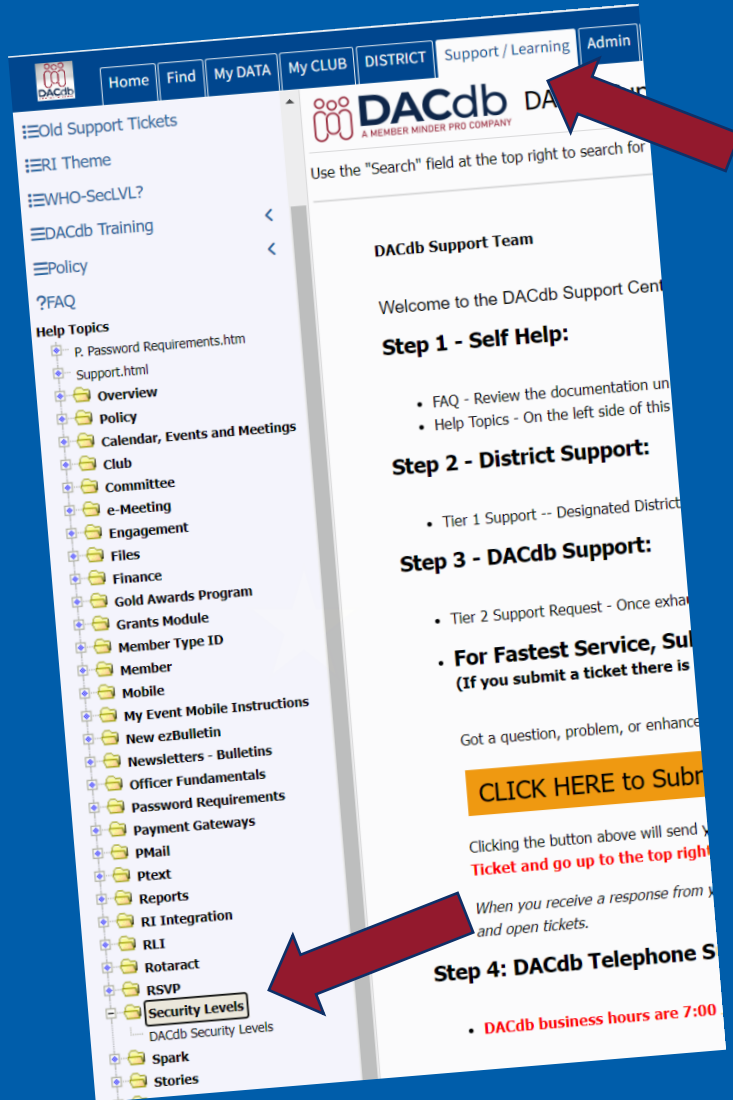 DACdb
Home
Find
My DATA
My CLUB
DISTRICT
Support / Learning
Admin
Old Support Tickets
RI Theme
WHO-SecLVL?
DACdb Training
Policy
?FAQ
Help Topics
P. Password Requirements.htm
Support.html
Overview
Policy
Calendar, Events and Meetings
Club
Committee
e-Meeting
Engagement
Files
Finance
Gold Awards Program
Grants Module
Member Type ID
Member
Mobile
My Event Mobile Instructions
New ezBulletin
Newsletters - Bulletins
Officer Fundamentals
Password Requirements
Payment Gateways
PMail
Ptext
Reports
RI Integration
RLI
Rotaract
RSVP
Security Levels
DACdb Security Levels
Spark
Stories
DACdb
A MEMBER MINDER PRO COMPANY
Use the "Search" field at the top right to search for
DACdb Support Team
Welcome to the DACdb Support Cent
Step 1 - Self Help:
• FAQ - Review the documentation un
• Help Topics - On the left side of this
Step 2 - District Support:
• Tier 1 Support -- Designated District
Step 3 - DACdb Support:
• Tier 2 Support Request - Once exhau
• For Fastest Service, Sul
(If you submit a ticket there is
Got a question, problem, or enhance
CLICK HERE to Subr
Clicking the button above will send y
Ticket and go up to the top right
When you receive a response from y
and open tickets.
Step 4: DACdb Telephone S
• DACdb business hours are 7:00